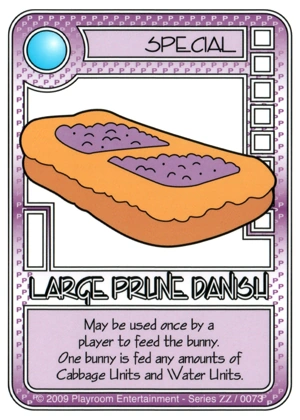 SPECIAL
LARGE PRUNE DANISH
May be used once by a
player to feed the bunny.
One bunny is fed any amounts of
Cabbage Units and Water Units.
© 2009 Playroom Entertainment - Series ZZ / 0073